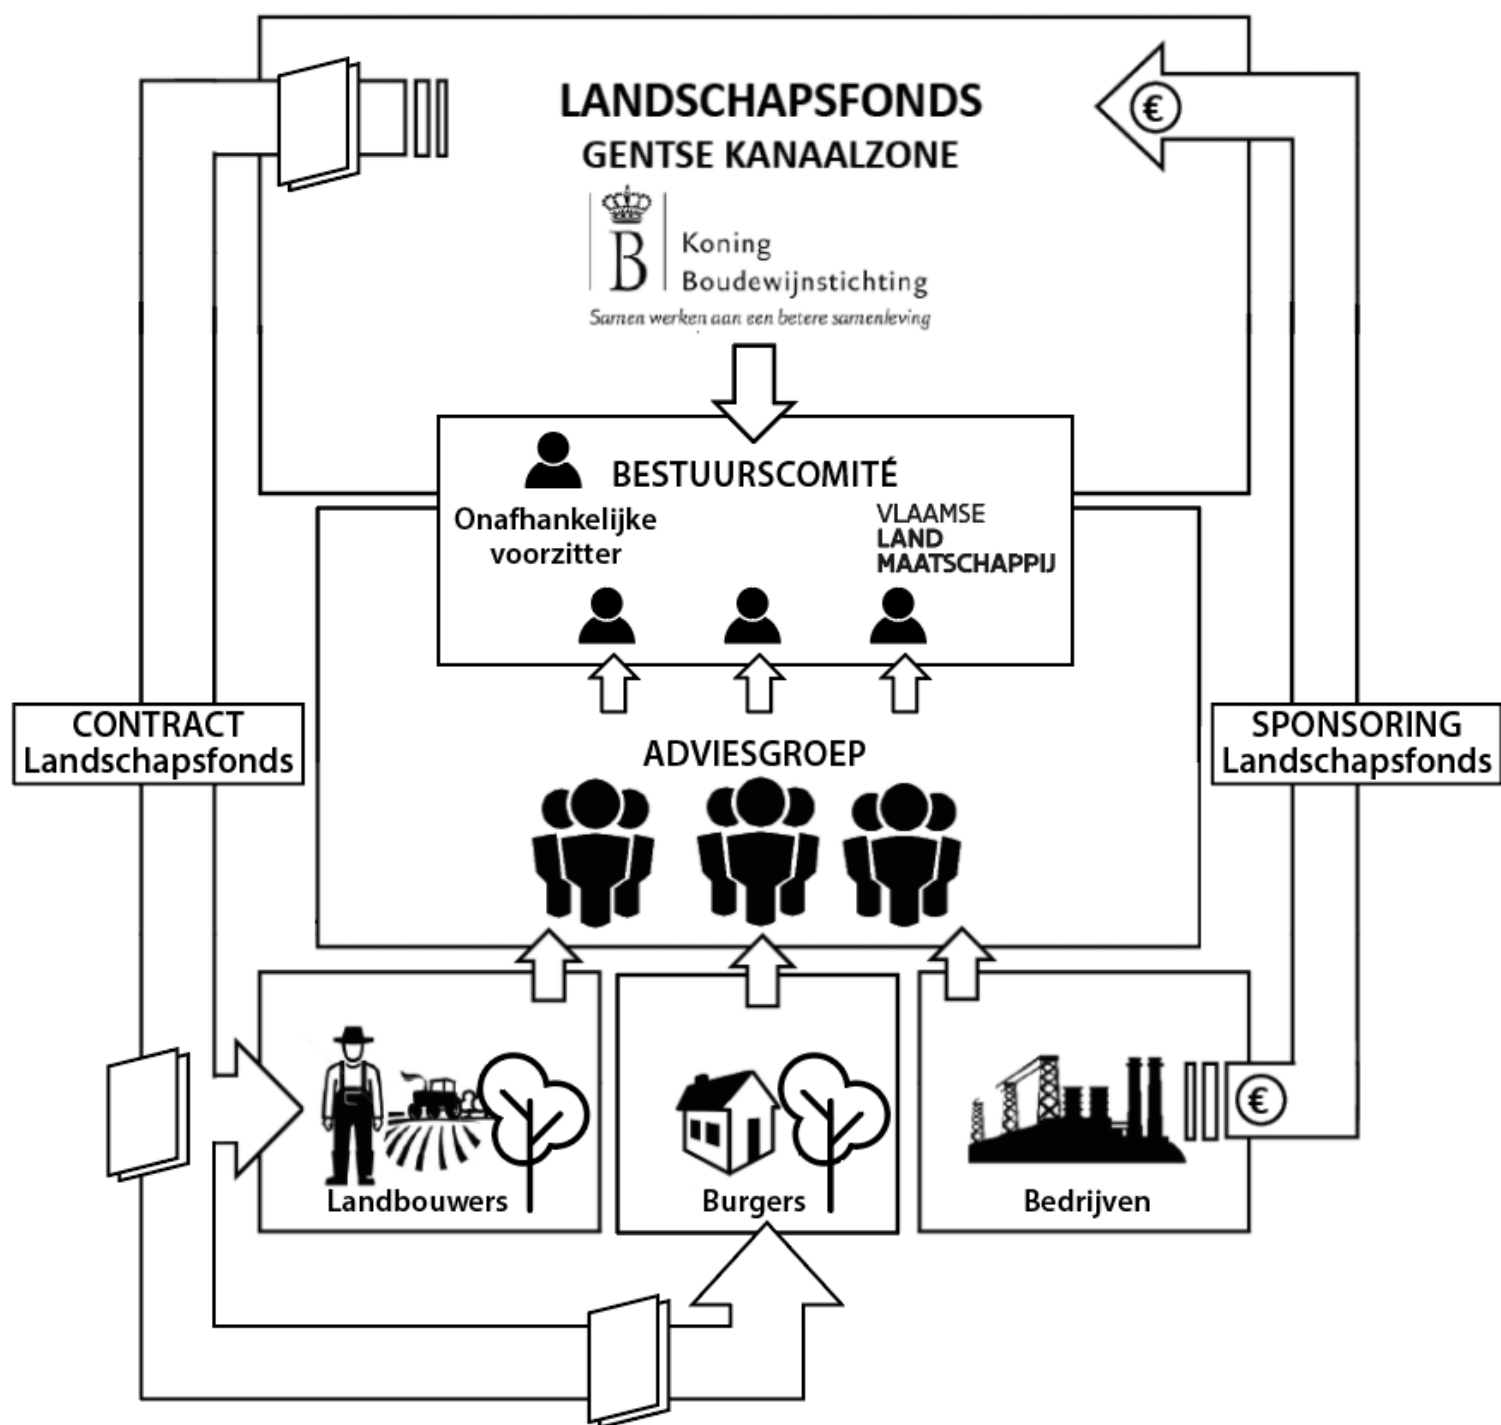 LANDSCHAPSFONDS
GENTSE KANAALZONE
B
Koning
Boudewijnstichting
Samen werken aan een betere samenleving
BESTUURSCOMITÉ
Onafhankelijke
voorzitter
VLAAMSE
LAND
MAATSCHAPPIJ
CONTRACT
Landschapsfonds
SPONSORING
Landschapsfonds
ADVIESGROEP
Landbouwers
Burgers
Bedrijven
€
€